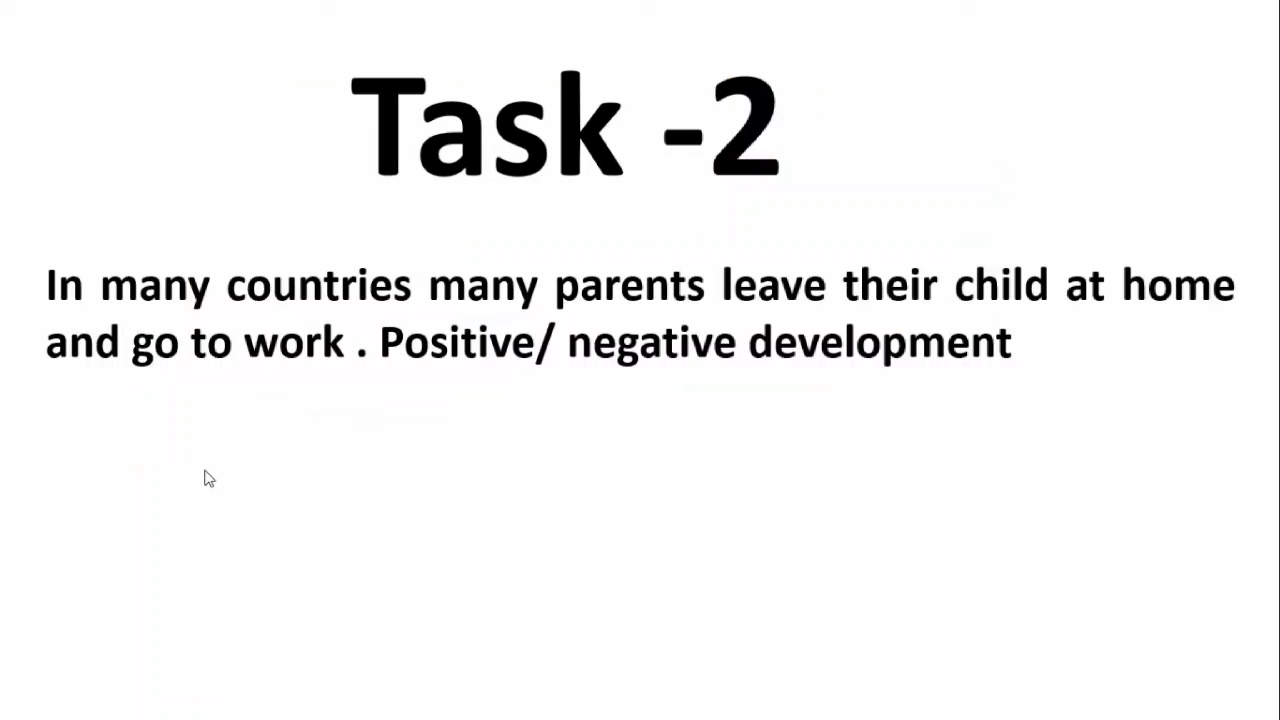 Task -2
In many countries many parents leave their child at home
and go to work . Positive/ negative development